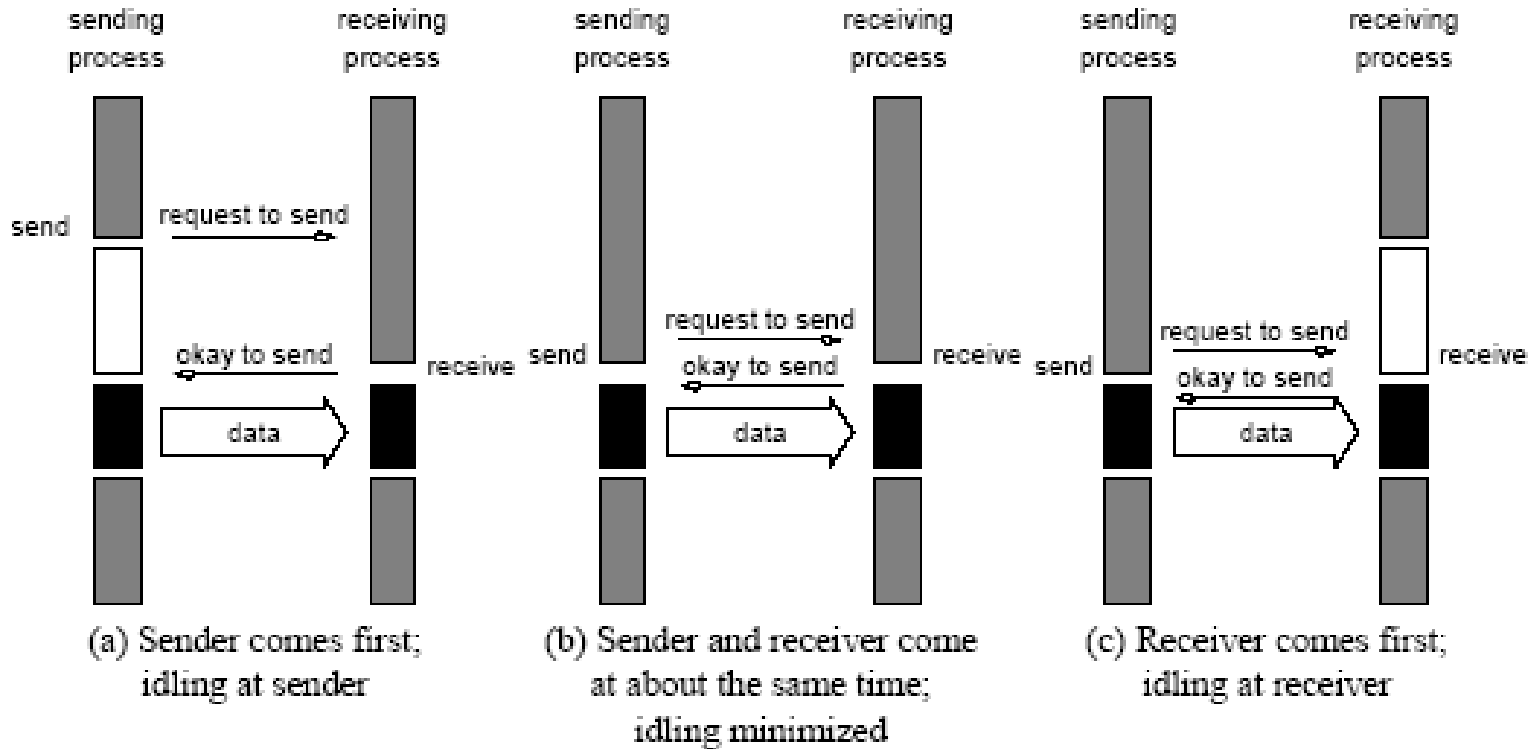 sending
process
receiving
process
send
request to send
okay to send
receive
data
(a) Sender comes first;
idling at sender
sending
process
receiving
process
request to send
send
okay to send
receive
data
(b) Sender and receiver come
at about the same time;
idling minimized
sending
process
receiving
process
request to send
send
okay to send
receive
data
(c) Receiver comes first;
idling at receiver